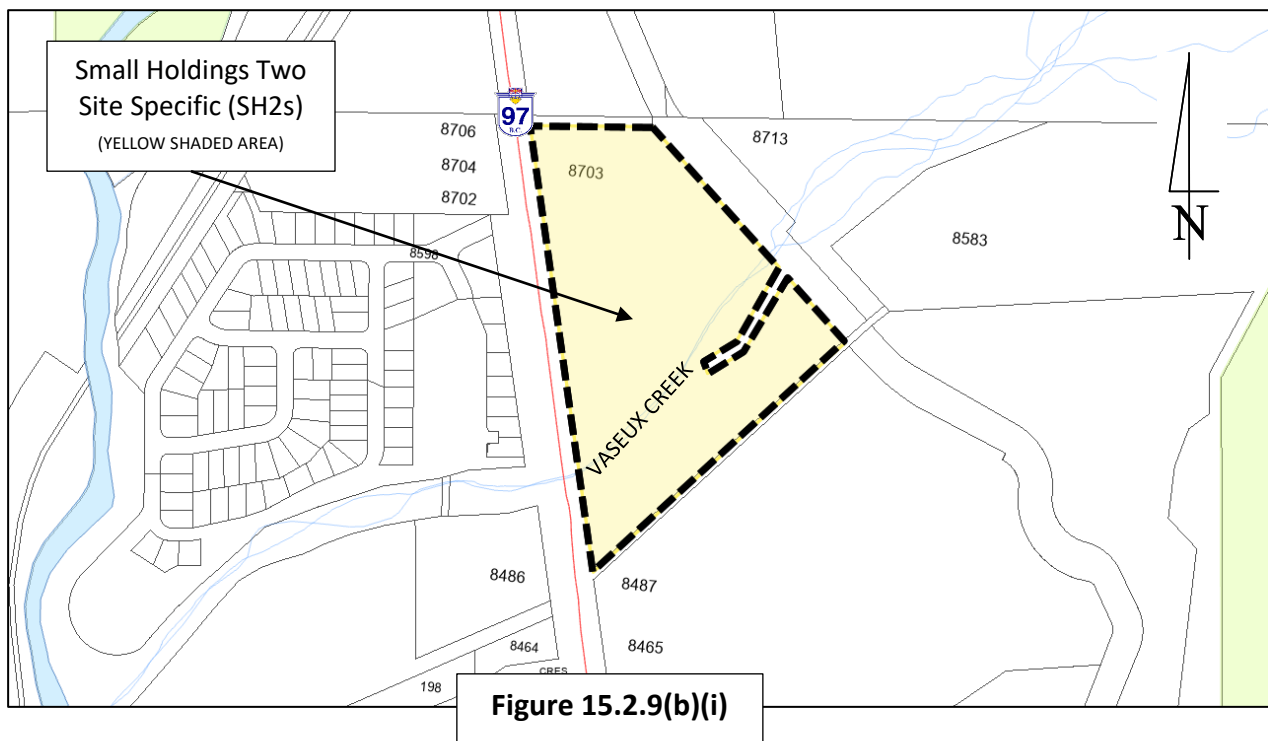 Small Holdings Two
Site Specific (SH2s)
(YELLOW SHADED AREA)
97
B.C.
8706
8704
8702
8703
8713
8598
8583
N
VASEUX CREEK
8486
8487
8464
8465
CRES
198
Figure 15.2.9(b)(i)